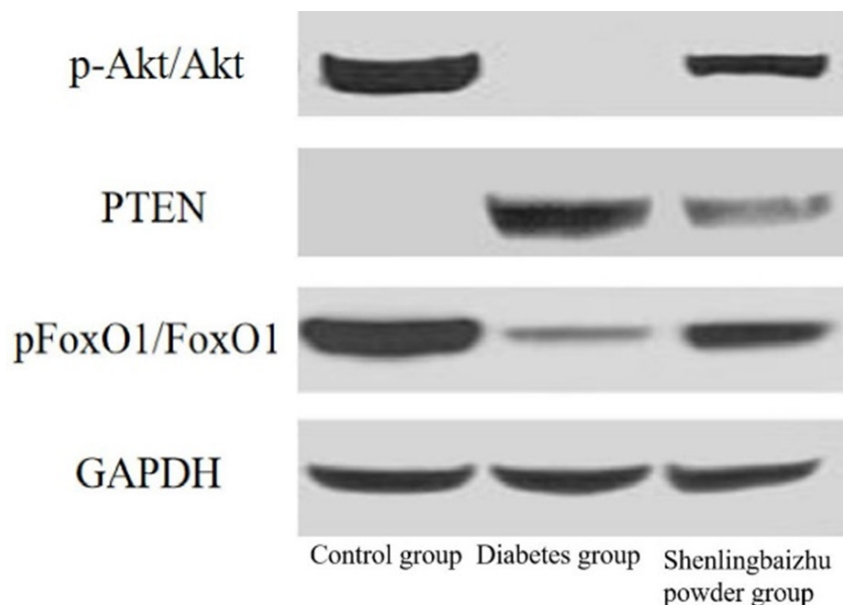 p-Akt/Akt
PTEN
pFoxO1/FoxO1
GAPDH
Control group Diabetes group Shenlingbaizhu
powder group